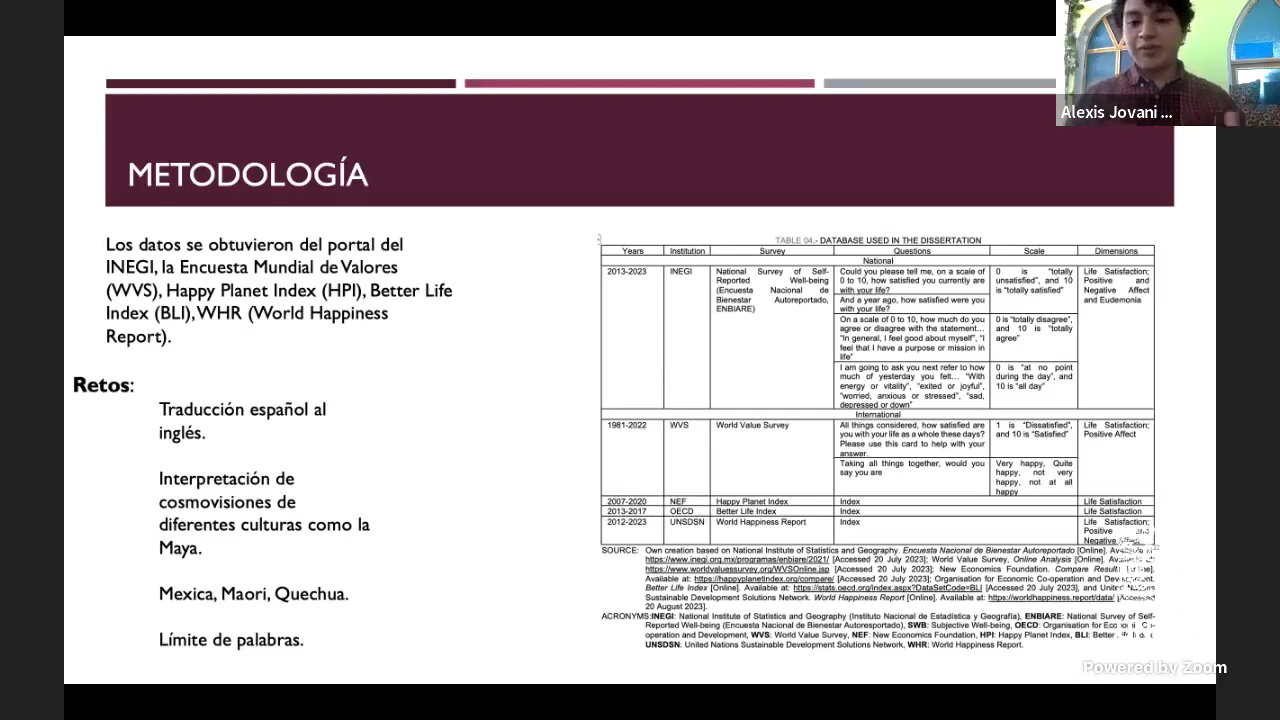 Alexis Jovani ...
METODOLOGÍA
Los datos se obtuvieron del portal del
INEGI, la Encuesta Mundial de Valores
(WVS), Happy Planet Index (HPI), Better Life
Index (BLI), WHR (World Happiness
Report).
Retos:
Traducción español al
inglés.
Interpretación de
cosmovisiones de
diferentes culturas como la
Maya.
Mexica, Maori, Quechua.
Límite de palabras.
TABLE 04.- DATABASE USED IN THE DISSERTATION
Years Institution Survey Questions Scale Dimensions
National
2013-2023 INEGI National Survey of Self-Reported Well-being (Encuesta Nacional de Bienestar Autoreportado, ENBIARE)
Could you please tell me, on a scale of 0 to 10, how satisfied you currently are with your life?
And a year ago, how satisfied were you with your life?
0 is "totally unsatisfied", and 10 is "totally satisfied"
Life Satisfaction; Positive and Negative Affect and Eudemonia
On a scale of 0 to 10, how much do you agree or disagree with the statement... "In general, I feel good about myself", "I feel that I have a purpose or mission in life"
0 is "totally disagree", and 10 is "totally agree"
I am going to ask you next refer to how much of yesterday you felt... "With energy or vitality", "exited or joyful", "worried, anxious or stressed", "sad, depressed or down"
0 is "at no point during the day", and 10 is "all day"
International
1981-2022 WVS World Value Survey
All things considered, how satisfied are you with your life as a whole these days? Please use this card to help with your answer.
1 is "Dissatisfied", and 10 is "Satisfied"
Life Satisfaction; Positive Affect
Taking all things together, would you say you are
Very happy, Quite happy, not very happy, not at all happy
2007-2020 NEF Happy Planet Index Index Life Satisfaction
2013-2017 OECD Better Life Index Index Life Satisfaction
2012-2023 UNSDSN World Happiness Report Index Life Satisfaction; Positive and Negative
SOURCE: Own creation based on National Institute of Statistics and Geography. Encuesta Nacional de Bienestar Autoreportado [Online].
https://www.inegi.org.mx/programas/enbiare/2021/ [Accessed 20 July 2023]; World Value Survey, Online Analysis [Online].
https://www.worldvaluessurvey.org/WVSOnline.jsp [Accessed 20 July 2023]; New Economics Foundation. Compare
Available at: https://happyplanetindex.org/compare/ [Accessed 20 July 2023]; Organisation for Economic Co-operation and
Better Life Index [Online]. Available at: https://stats.oecd.org/index.aspx?DataSetCode=BLI [Accessed 20 July 2023], and
Sustainable Development Solutions Network. World Happiness Report [Online]. Available at: https://worldhappiness.report/data/
20 August 2023].
ACRONYMS:INEGI: National Institute of Statistics and Geography (Instituto Nacional de Estadística y Geografía), ENBIARE: National Survey of Self-
Reported Well-being (Encuesta Nacional de Bienestar Autoreportado), SWB: Subjective Well-being, OECD: Organisation for
operation and Development, WVS: World Value Survey, NEF: New Economics Foundation, HPI: Happy Planet Index, BLI: Better
UNSDSN: United Nations Sustainable Development Solutions Network, WHR: World Happiness Report.
Powered by Zoom